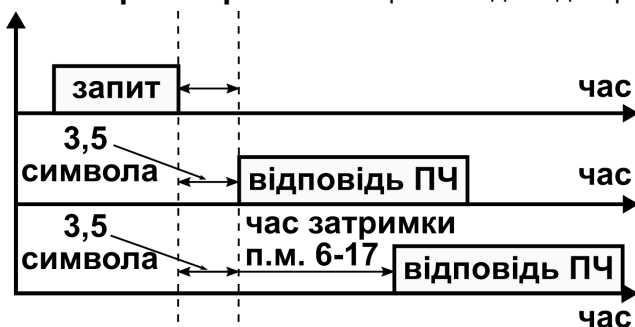 запит
час
3,5
символа
відповідь ПЧ
час
3,5
символа
час затримки
п.м. 6-17
відповідь ПЧ
час